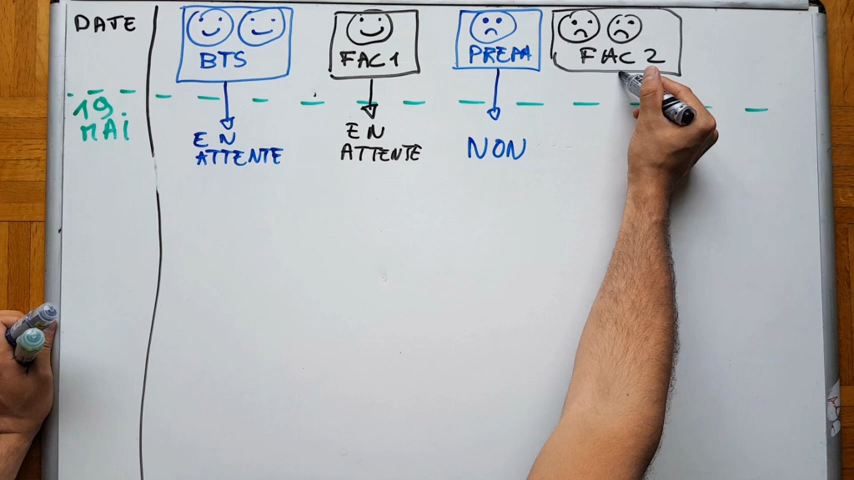 DATE
BTS
FAC 1
PREPA
FAC 2
19
MAI
EN
ATTENTE
EN
ATTENTE
NON